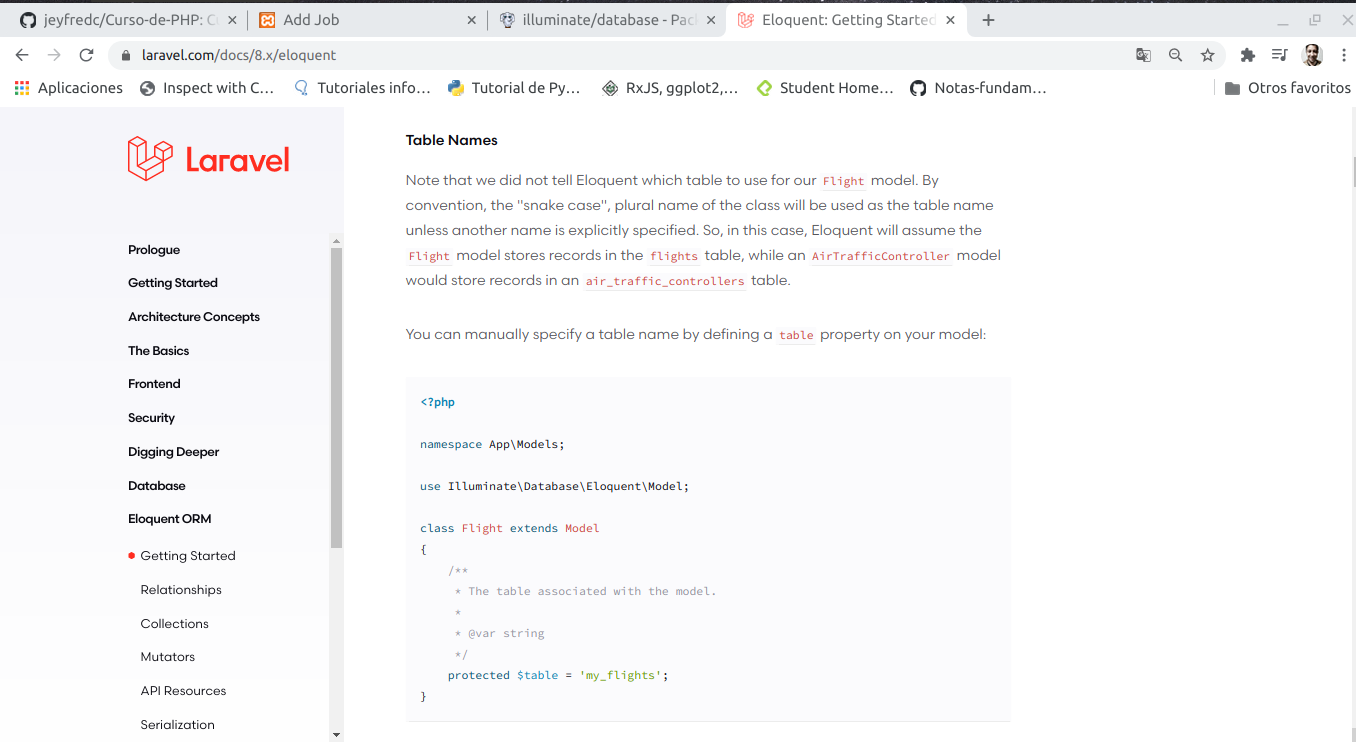 jeyfredc/Curso-de-PHP: C
Add Job
illuminate/database - Pac
Eloquent: Getting Started
laravel.com/docs/8.x/eloquent
Aplicaciones
Inspect with C...
Tutoriales info...
Tutorial de Py...
RxJS, ggplot2,...
Student Home...
Notas-fundam...
Otros favoritos
Laravel
Prologue
Getting Started
Architecture Concepts
The Basics
Frontend
Security
Digging Deeper
Database
Eloquent ORM
Getting Started
Relationships
Collections
Mutators
API Resources
Serialization
Table Names
Note that we did not tell Eloquent which table to use for our Flight model. By
convention, the "snake case", plural name of the class will be used as the table name
unless another name is explicitly specified. So, in this case, Eloquent will assume the
Flight model stores records in the flights table, while an AirTrafficController model
would store records in an air_traffic_controllers table.
You can manually specify a table name by defining a table property on your model:
<?php
namespace App\Models;
use Illuminate\Database\Eloquent\Model;
class Flight extends Model
{
/**
* The table associated with the model.
*
* @var string
*/
protected $table = 'my_flights';
}